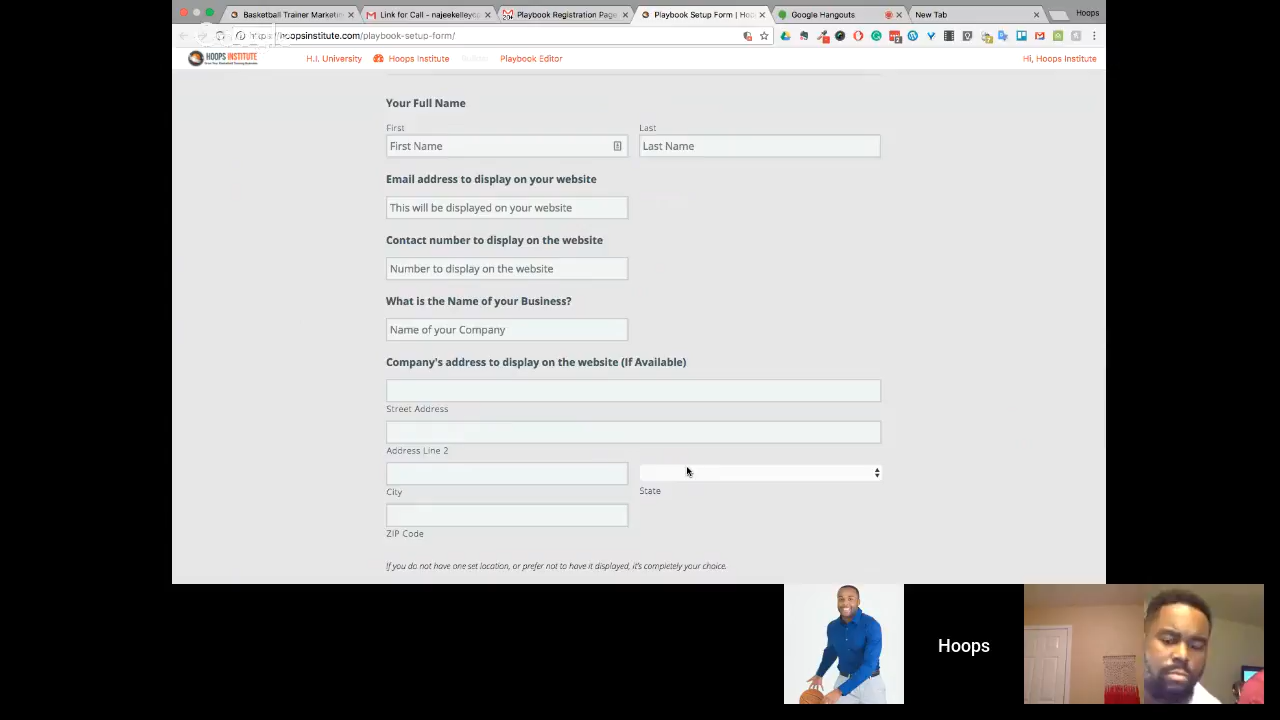 Basketball Trainer Marketin
Link for Call - najeekelleyt
Playbook Registration Page
Playbook Setup Form | Hoo
Google Hangouts
New Tab
Hoops
hoopsinstitute.com/playbook-setup-form/
HOOPS INSTITUTE
H.I. University
Hoops Institute
Playbook Editor
Hi, Hoops Institute
Your Full Name
First
Last
First Name
Last Name
Email address to display on your website
This will be displayed on your website
Contact number to display on the website
Number to display on the website
What is the Name of your Business?
Name of your Company
Company's address to display on the website (If Available)
Street Address
Address Line 2
City
State
ZIP Code
If you do not have one set location, or prefer not to have it displayed, it's completely your choice.
Hoops